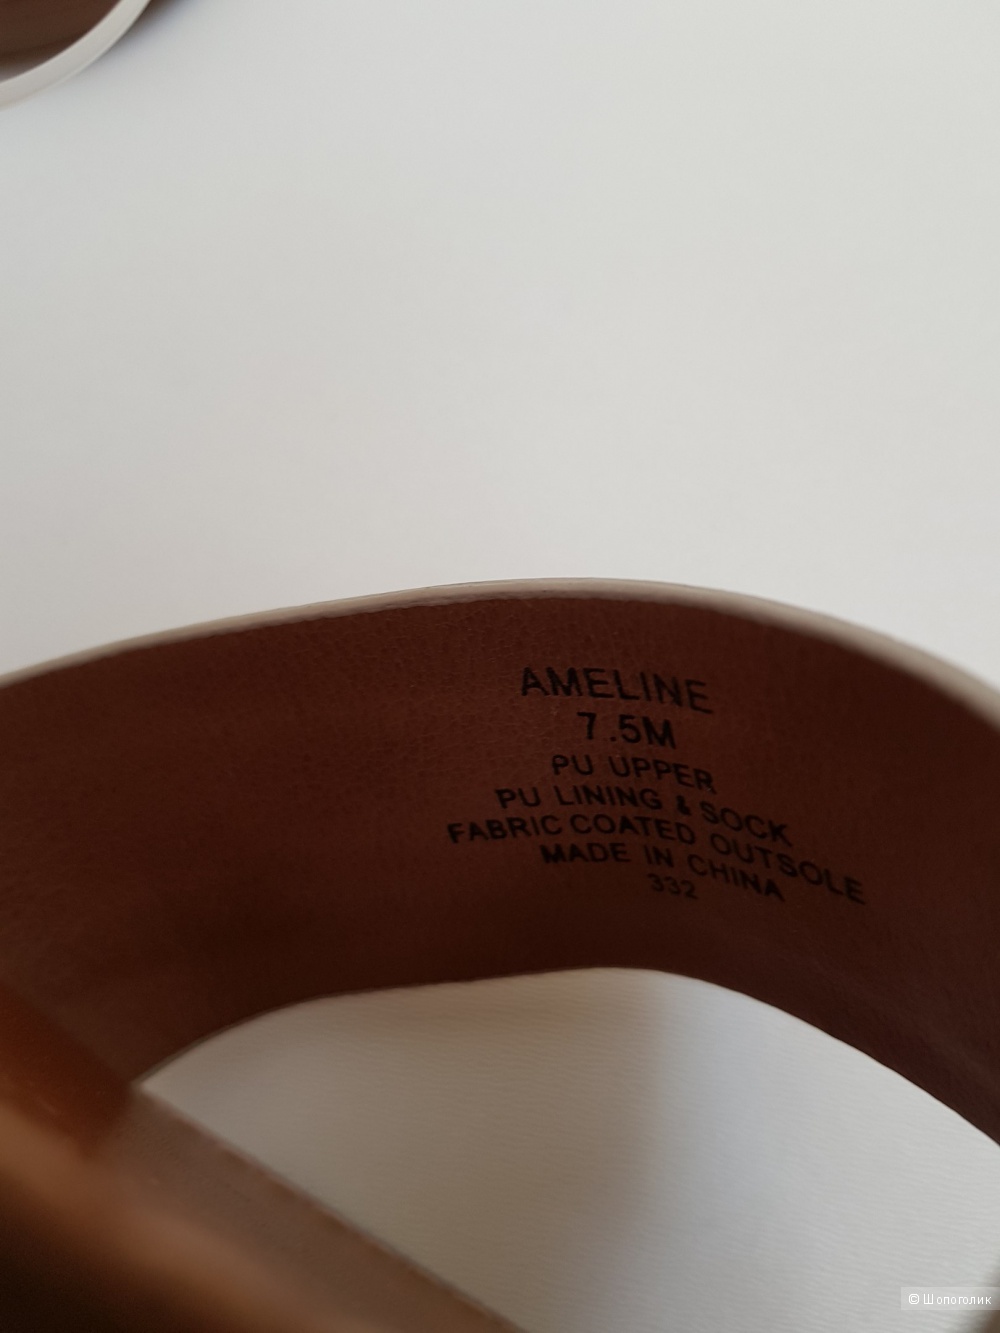 AMELINE
7.5M
PU UPPER
PU LINING & SOCK
FABRIC COATED OUTSOLE
MADE IN CHINA
332
© Шопоголик